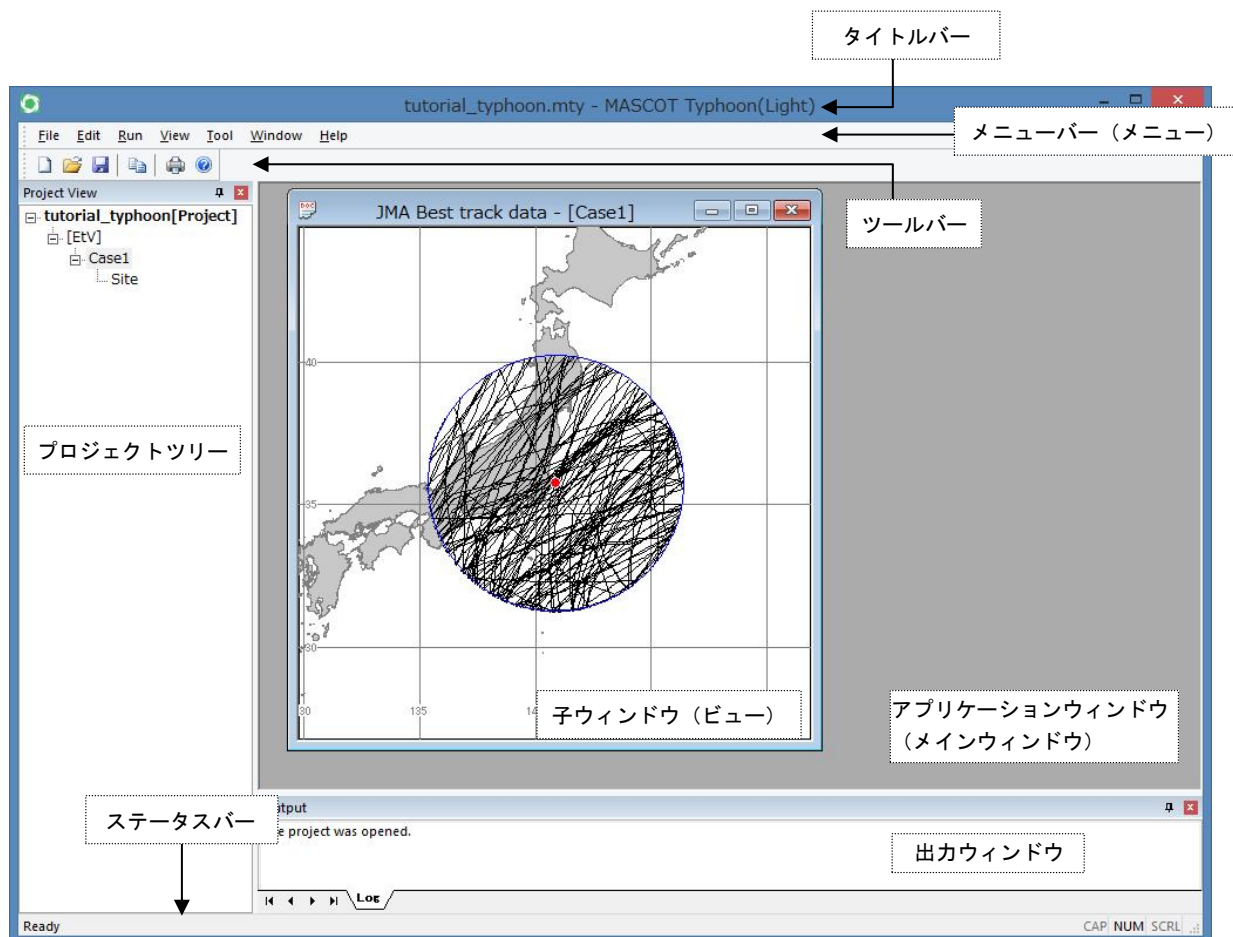 タイトルバー
tutorial_typhoon.mty - MASCOT Typhoon(Light)
メニューバー（メニュー）
File Edit Run View Tool Window Help
ツールバー
Project View
tutorial_typhoon[Project]
[EtV]
Case1
Site
プロジェクトツリー
JMA Best track data - [Case1]
40
35
30
30 135
子ウィンドウ（ビュー）
アプリケーションウィンドウ
（メインウィンドウ）
ステータスバー
project was opened.
出力ウィンドウ
Log
Ready
CAP NUM SCRL